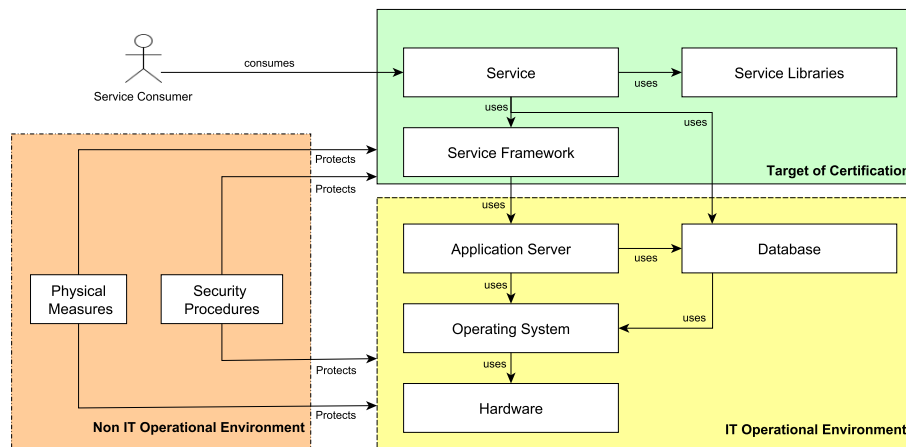 consumes
Service
uses
Service Libraries
Service Consumer
uses
uses
Protects
Service Framework
Protects
Target of Certification
uses
Application Server
uses
Database
Physical
Measures
Security
Procedures
uses
Operating System
uses
uses
Protects
Hardware
Protects
Non IT Operational Environment
IT Operational Environment